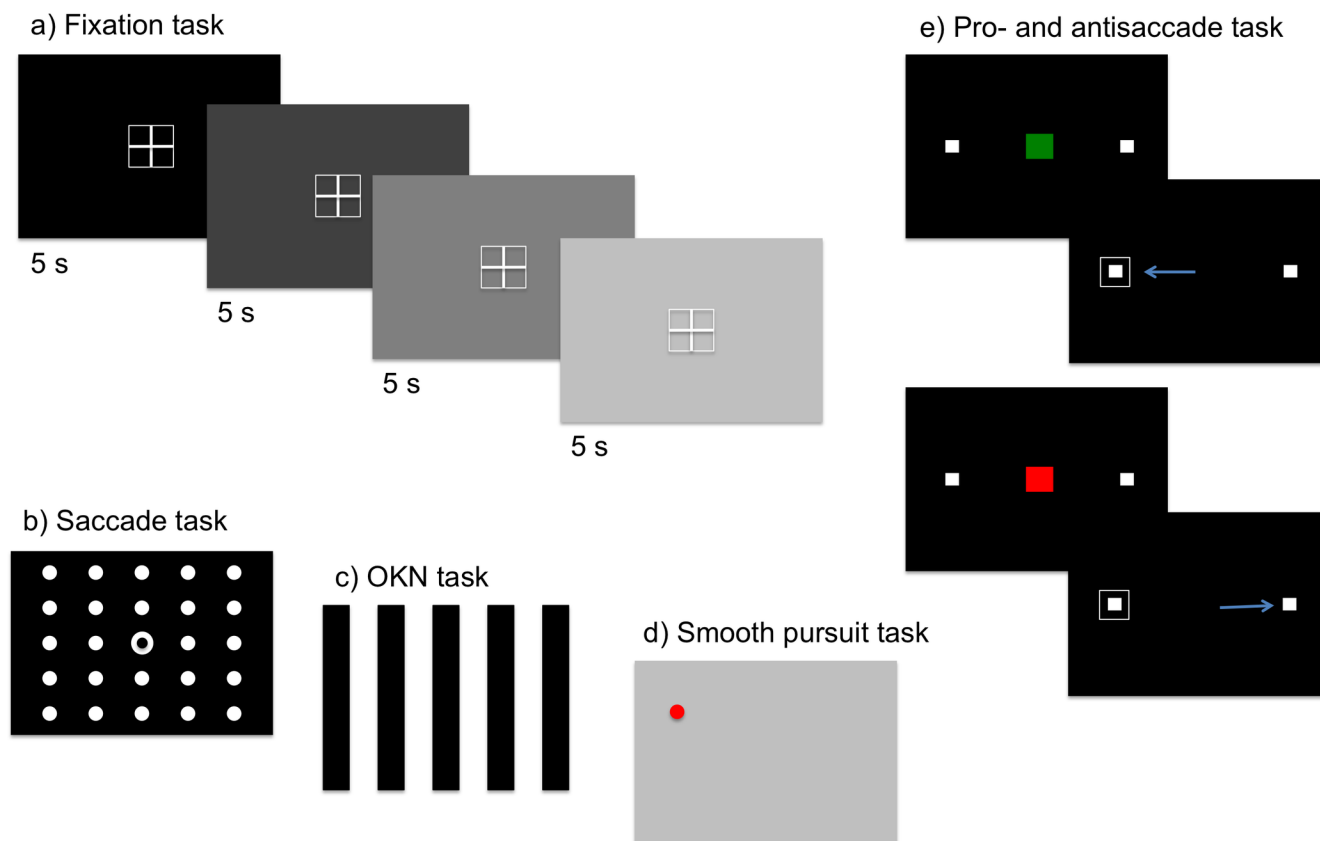 a) Fixation task
5 s
5 s
5 s
5 s
b) Saccade task
c) OKN task
d) Smooth pursuit task
e) Pro- and antisaccade task